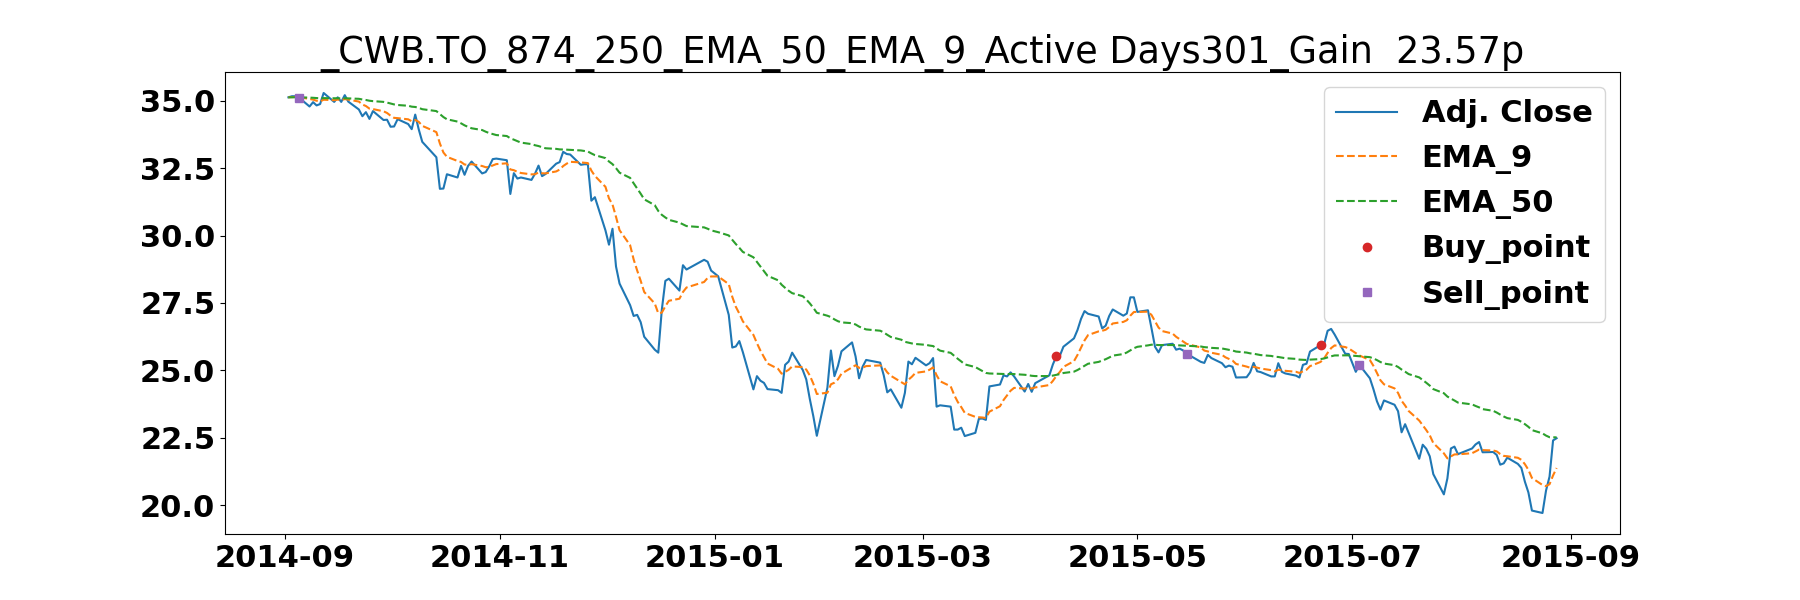 _CWB.TO_874_250_EMA_50_EMA_9_Active Days301_Gain  23.57p
35.0
32.5
30.0
27.5
25.0
22.5
20.0
Adj. Close
EMA_9
EMA_50
Buy_point
Sell_point
2014-09 2014-11 2015-01 2015-03 2015-05 2015-07 2015-09